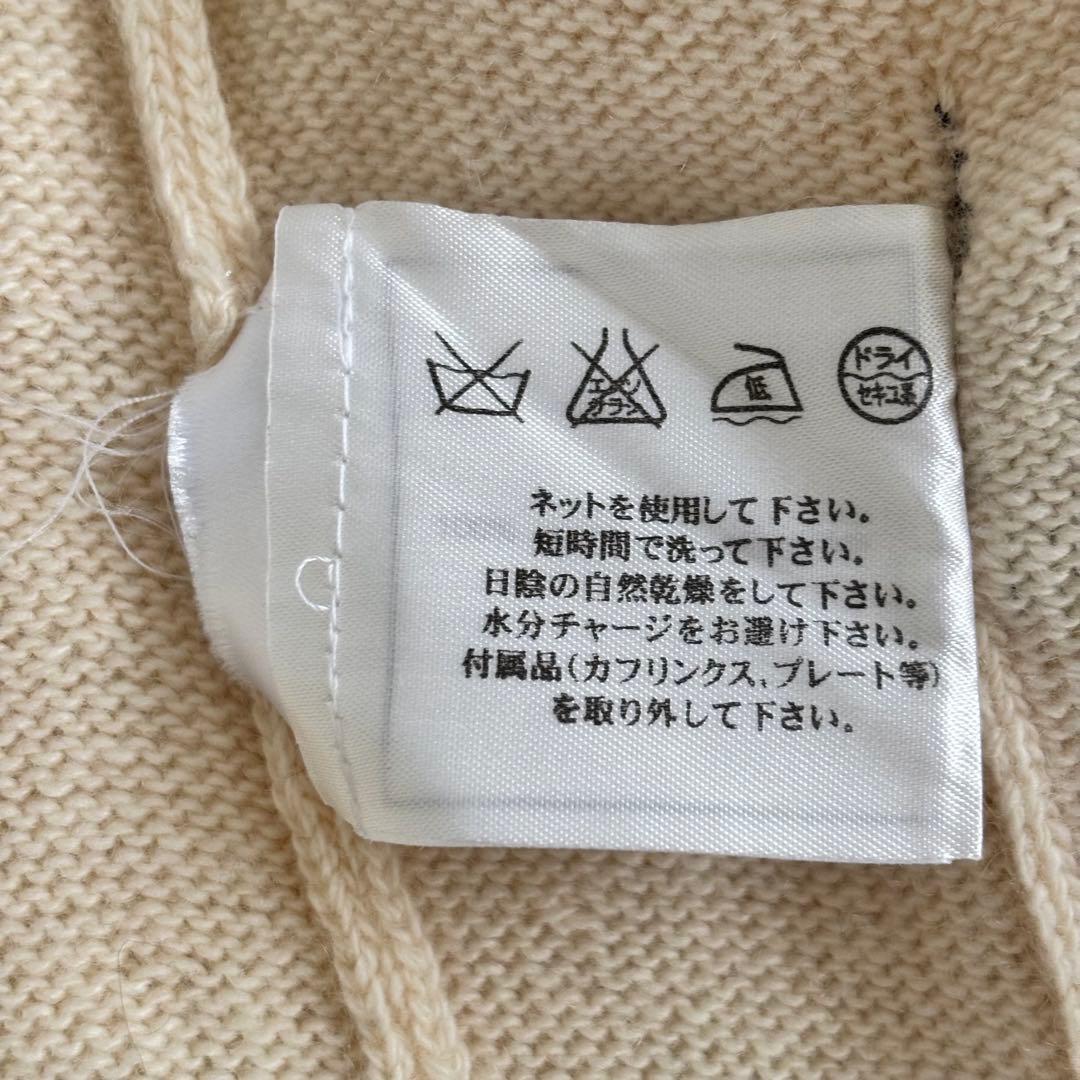 エンソ
サラシ
低
ドライ
セキユ系
ネットを使用して下さい。
短時間で洗って下さい。
日陰の自然乾燥をして下さい。
水分チャージをお避け下さい。
付属品(カフリンクス、プレート等)
を取り外して下さい。